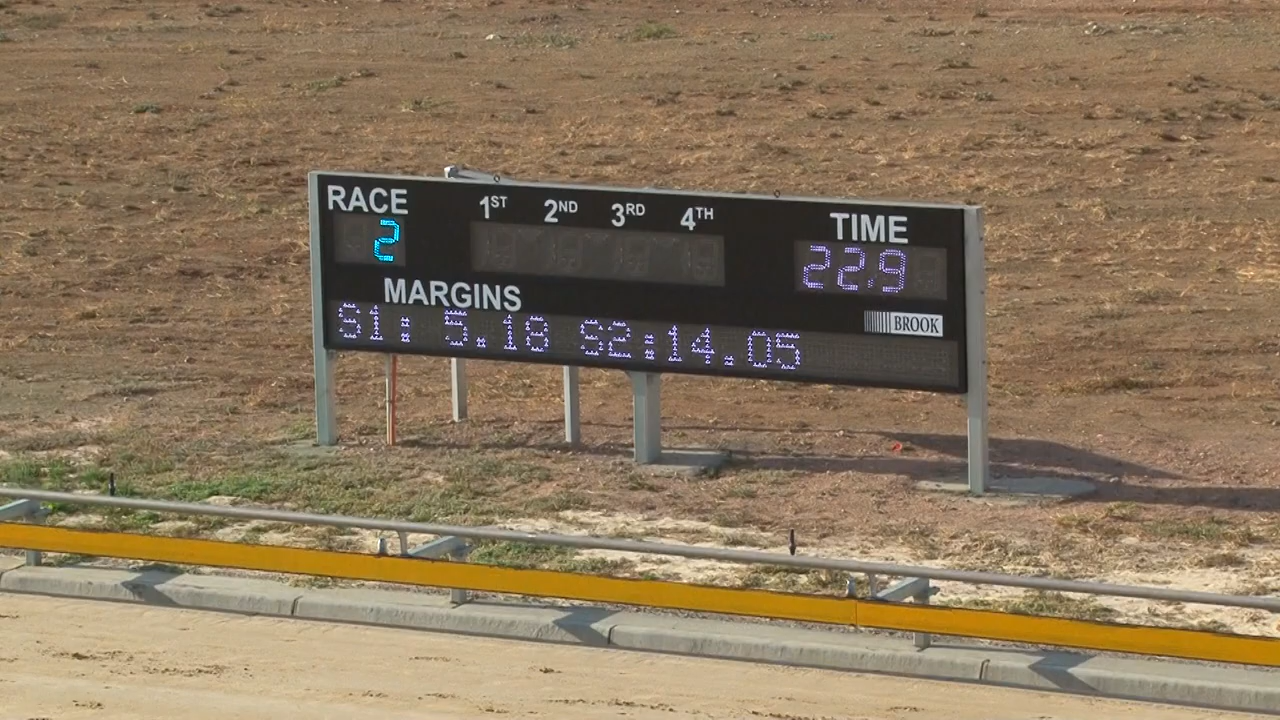 RACE 1ST 2ND 3RD 4TH TIME
2 22.9
MARGINS
BROOK
S1: 5.18 S2:14.05